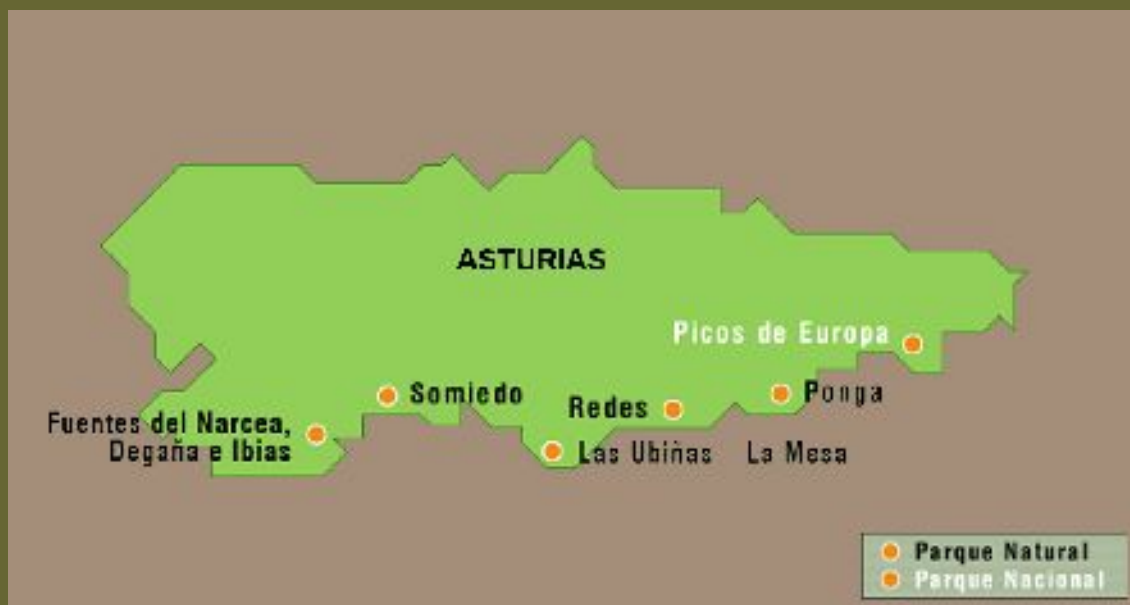 ASTURIAS
Picos de Europa
Somiedo
Ponga
Redes
Fuentes del Narcea,
Degaña e Ibias
Las Ubiñas La Mesa
Parque Natural
Parque Nacional